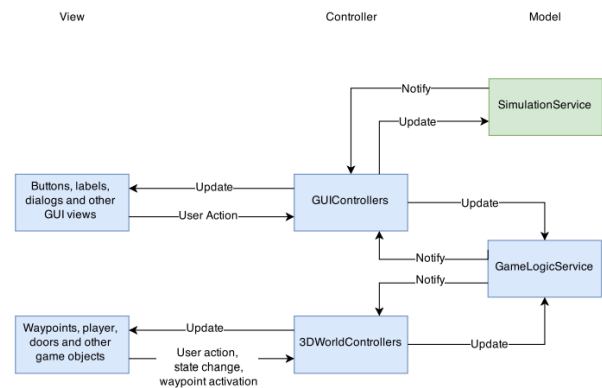 View
Controller
Model
Notify
SimulationService
Update
Buttons, labels,
dialogs and other
GUI views
Update
User Action
GUIControllers
Update
Notify
GameLogicService
Notify
Waypoints, player,
doors and other
game objects
Update
User action,
state change,
waypoint activation
3DWorldControllers
Update